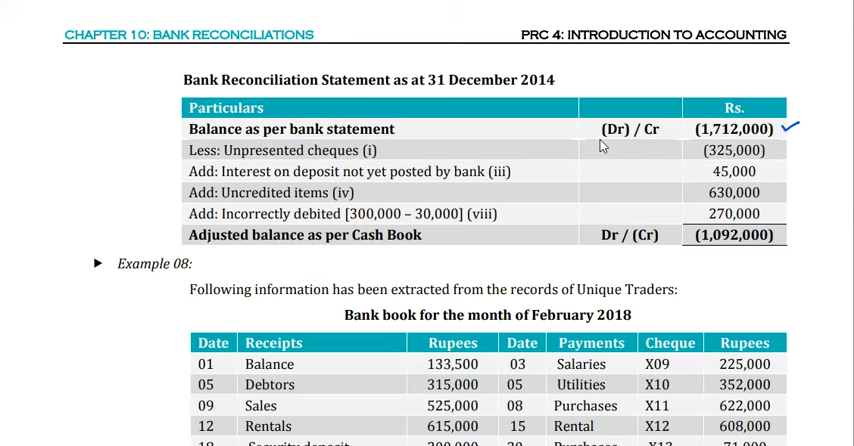 CHAPTER 10: BANK RECONCILIATIONS PRC 4: INTRODUCTION TO ACCOUNTING
Bank Reconciliation Statement as at 31 December 2014
Particulars Rs.
Balance as per bank statement (Dr) / Cr (1,712,000)
Less: Unpresented cheques (i) (325,000)
Add: Interest on deposit not yet posted by bank (iii) 45,000
Add: Uncredited items (iv) 630,000
Add: Incorrectly debited [300,000 – 30,000] (viii) 270,000
Adjusted balance as per Cash Book Dr / (Cr) (1,092,000)
Example 08:
Following information has been extracted from the records of Unique Traders:
Bank book for the month of February 2018
Date Receipts Rupees Date Payments Cheque Rupees
01 Balance 133,500 03 Salaries X09 225,000
05 Debtors 315,000 05 Utilities X10 352,000
09 Sales 525,000 08 Purchases X11 622,000
12 Rentals 615,000 15 Rental X12 608,000